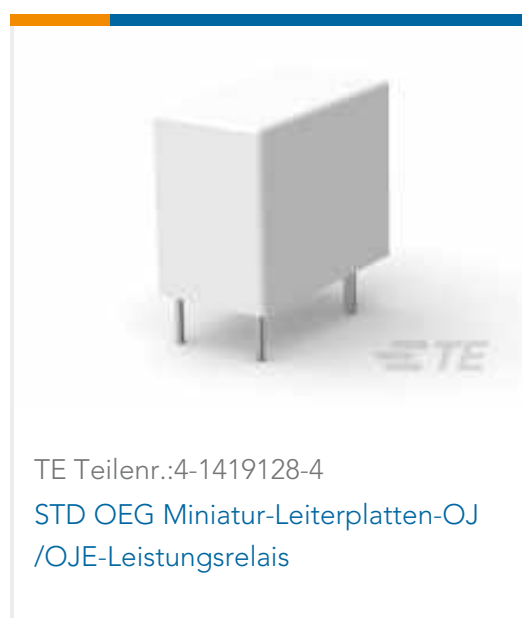 TE
TE Teilenr.:4-1419128-4
STD OEG Miniatur-Leiterplatten-OJ
/OJE-Leistungsrelais